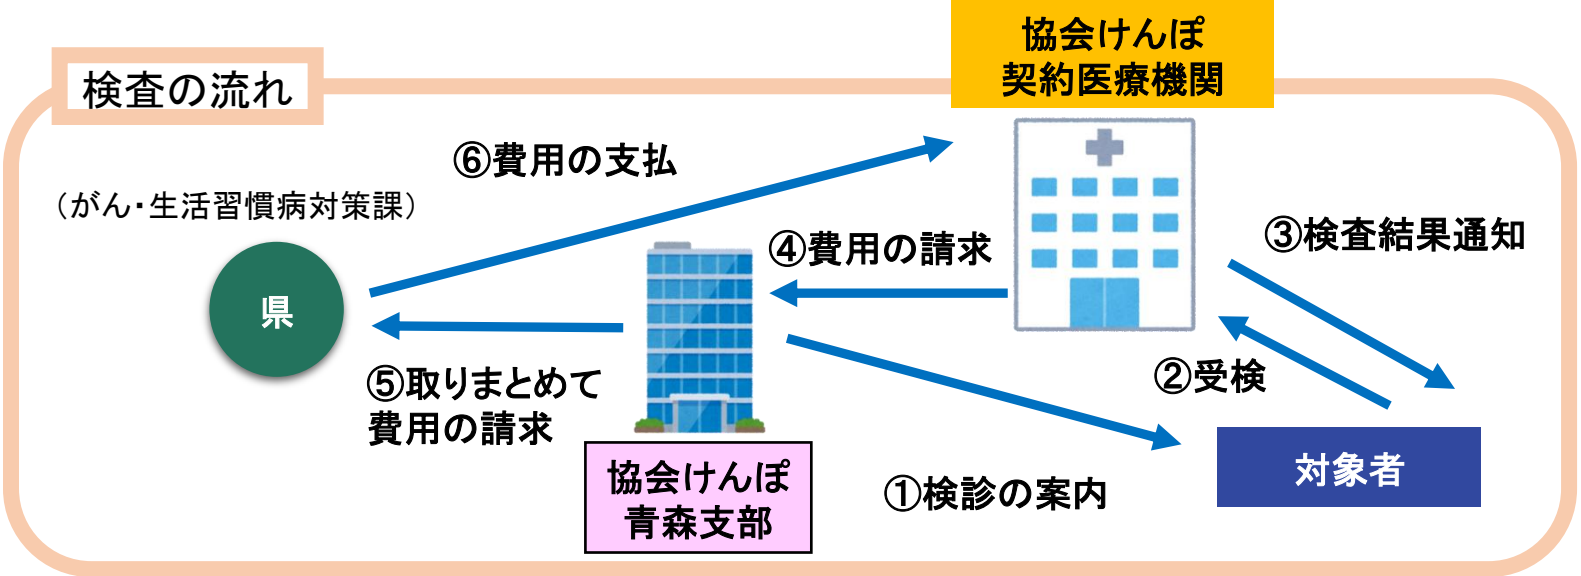 協会けんぽ
契約医療機関
検査の流れ
⑥費用の支払
（がん・生活習慣病対策課）
④費用の請求
③検査結果通知
県
⑤取りまとめて
費用の請求
②受検
協会けんぽ
青森支部
①検診の案内
対象者